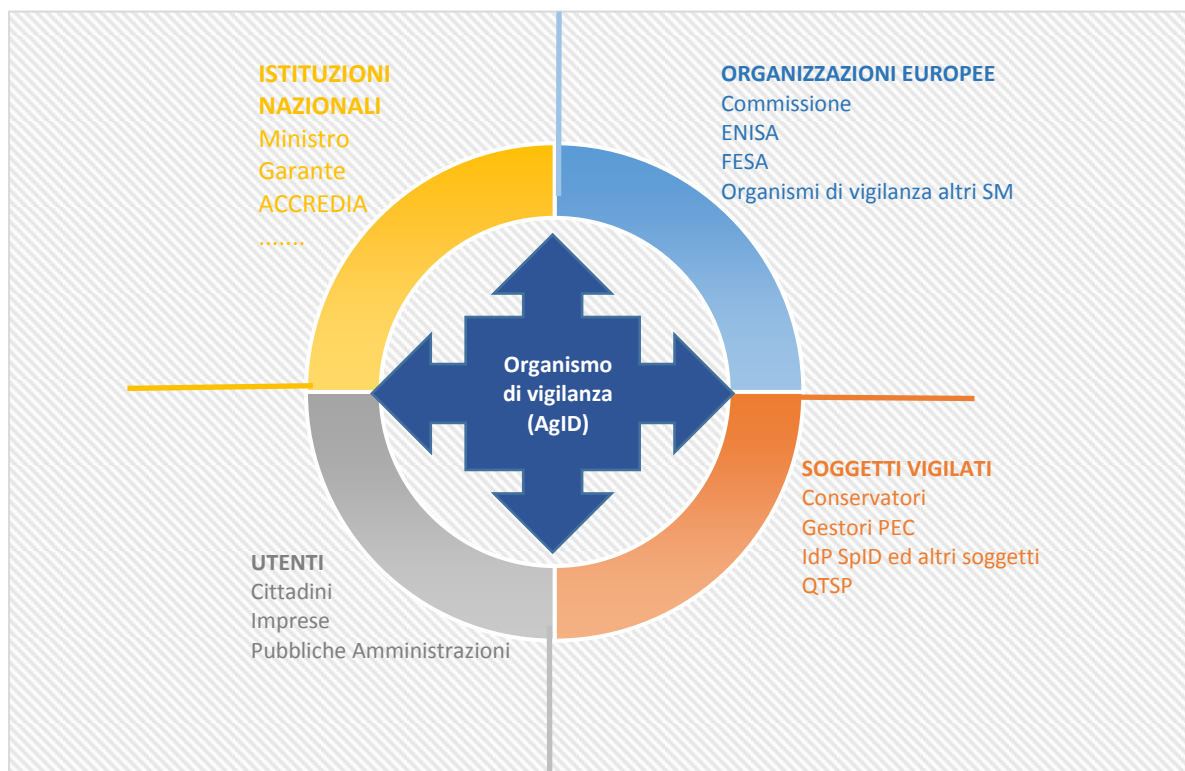 ISTITUZIONI
NAZIONALI
Ministro
Garante
ACCREDIA
.......
ORGANIZZAZIONI EUROPEE
Commissione
ENISA
FESA
Organismi di vigilanza altri SM
Organismo
di vigilanza
(AgID)
UTENTI
Cittadini
Imprese
Pubbliche Amministrazioni
SOGGETTI VIGILATI
Conservatori
Gestori PEC
IdP SpID ed altri soggetti
QTSP